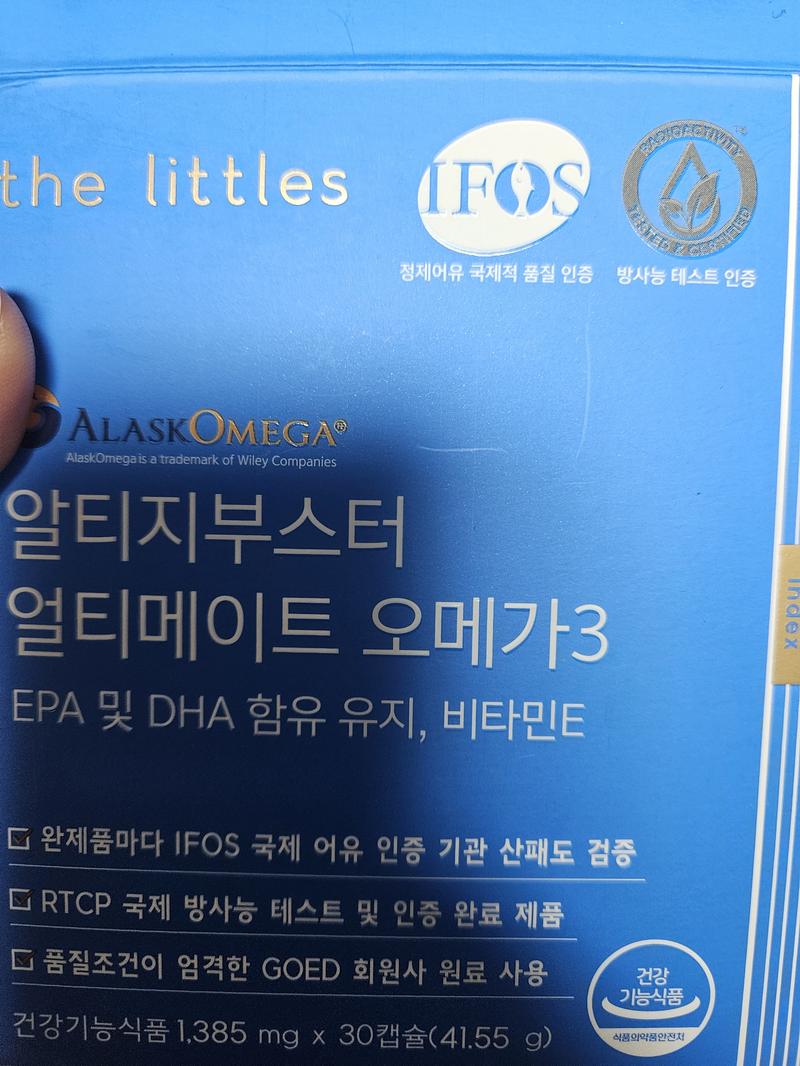 the littles
IFOS
RADIOACTIVITY
TESTED & CERTIFIED
정제어유 국제적 품질 인증
방사능 테스트 인증
ALASKOMEGA®
AlaskOmega is a trademark of Wiley Companies
알티지부스터
얼티메이트 오메가3
EPA 및 DHA 함유 유지, 비타민E
index
완제품마다 IFOS 국제 어유 인증 기관 산패도 검증
RTCP 국제 방사능 테스트 및 인증 완료 제품
품질조건이 엄격한 GOED 회원사 원료 사용
건강기능식품 1,385 mg x 30캡슐(41.55 g)
건강
기능식품
식품의약품안전처